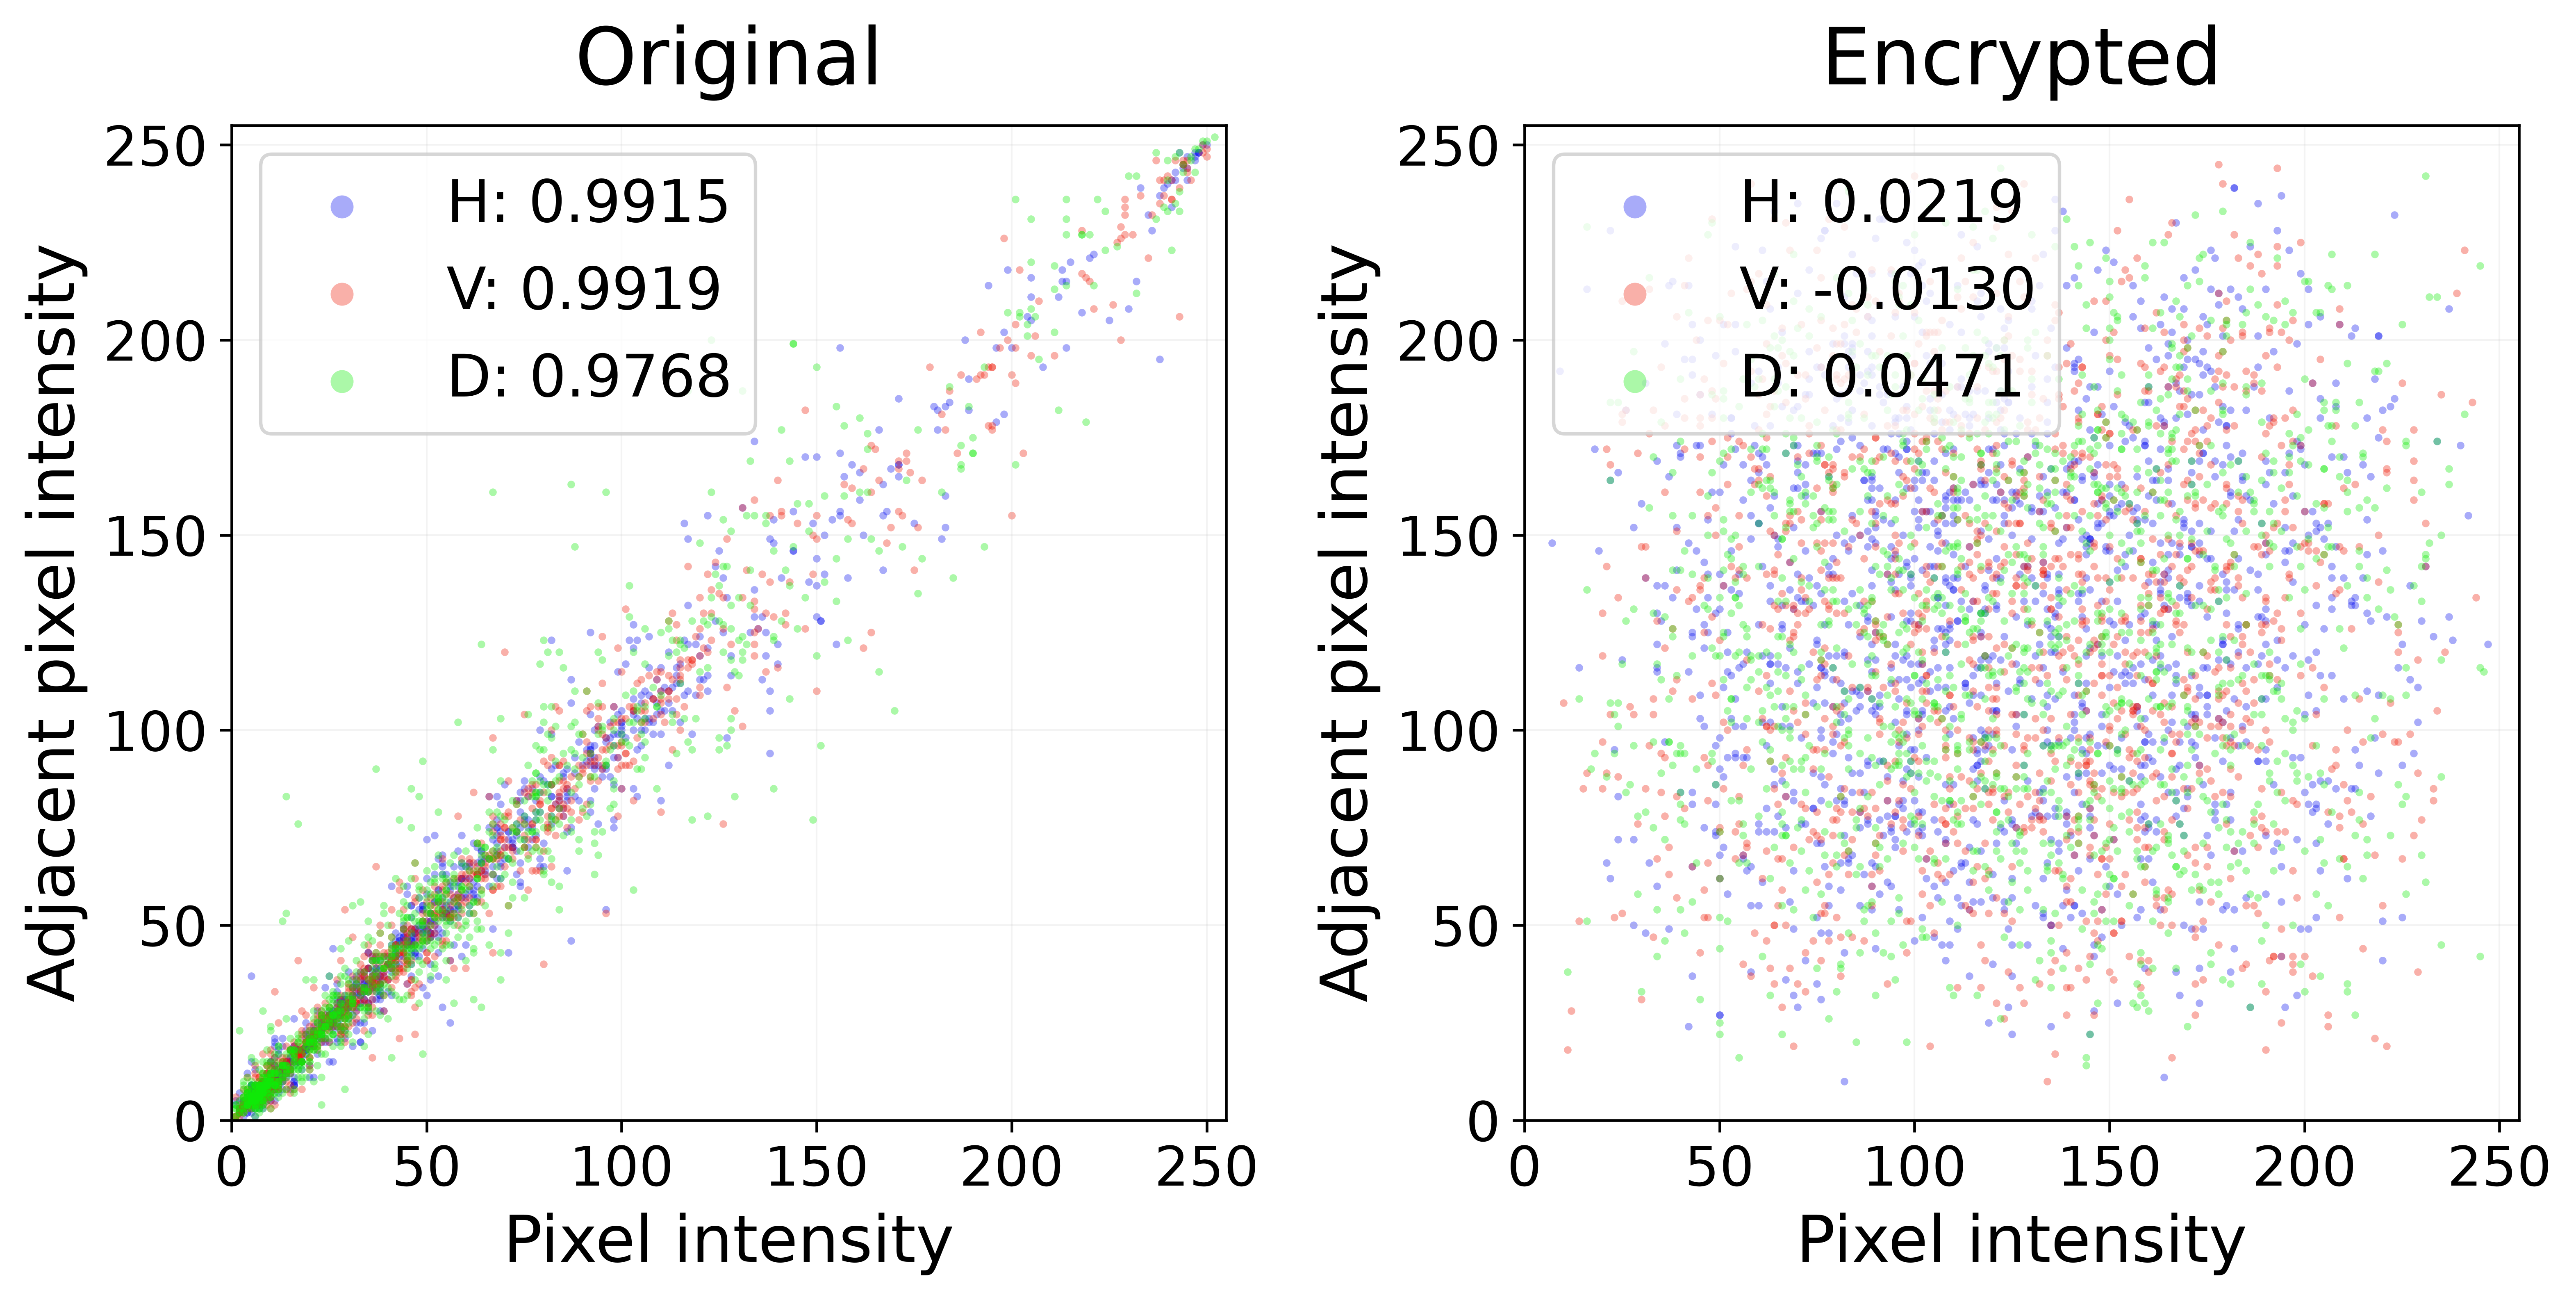 Original
Adjacent pixel intensity
250
200
150
100
50
0
H: 0.9915
V: 0.9919
D: 0.9768
0 50 100 150 200 250
Pixel intensity
Encrypted
Adjacent pixel intensity
250
200
150
100
50
0
H: 0.0219
V: -0.0130
D: 0.0471
0 50 100 150 200 250
Pixel intensity